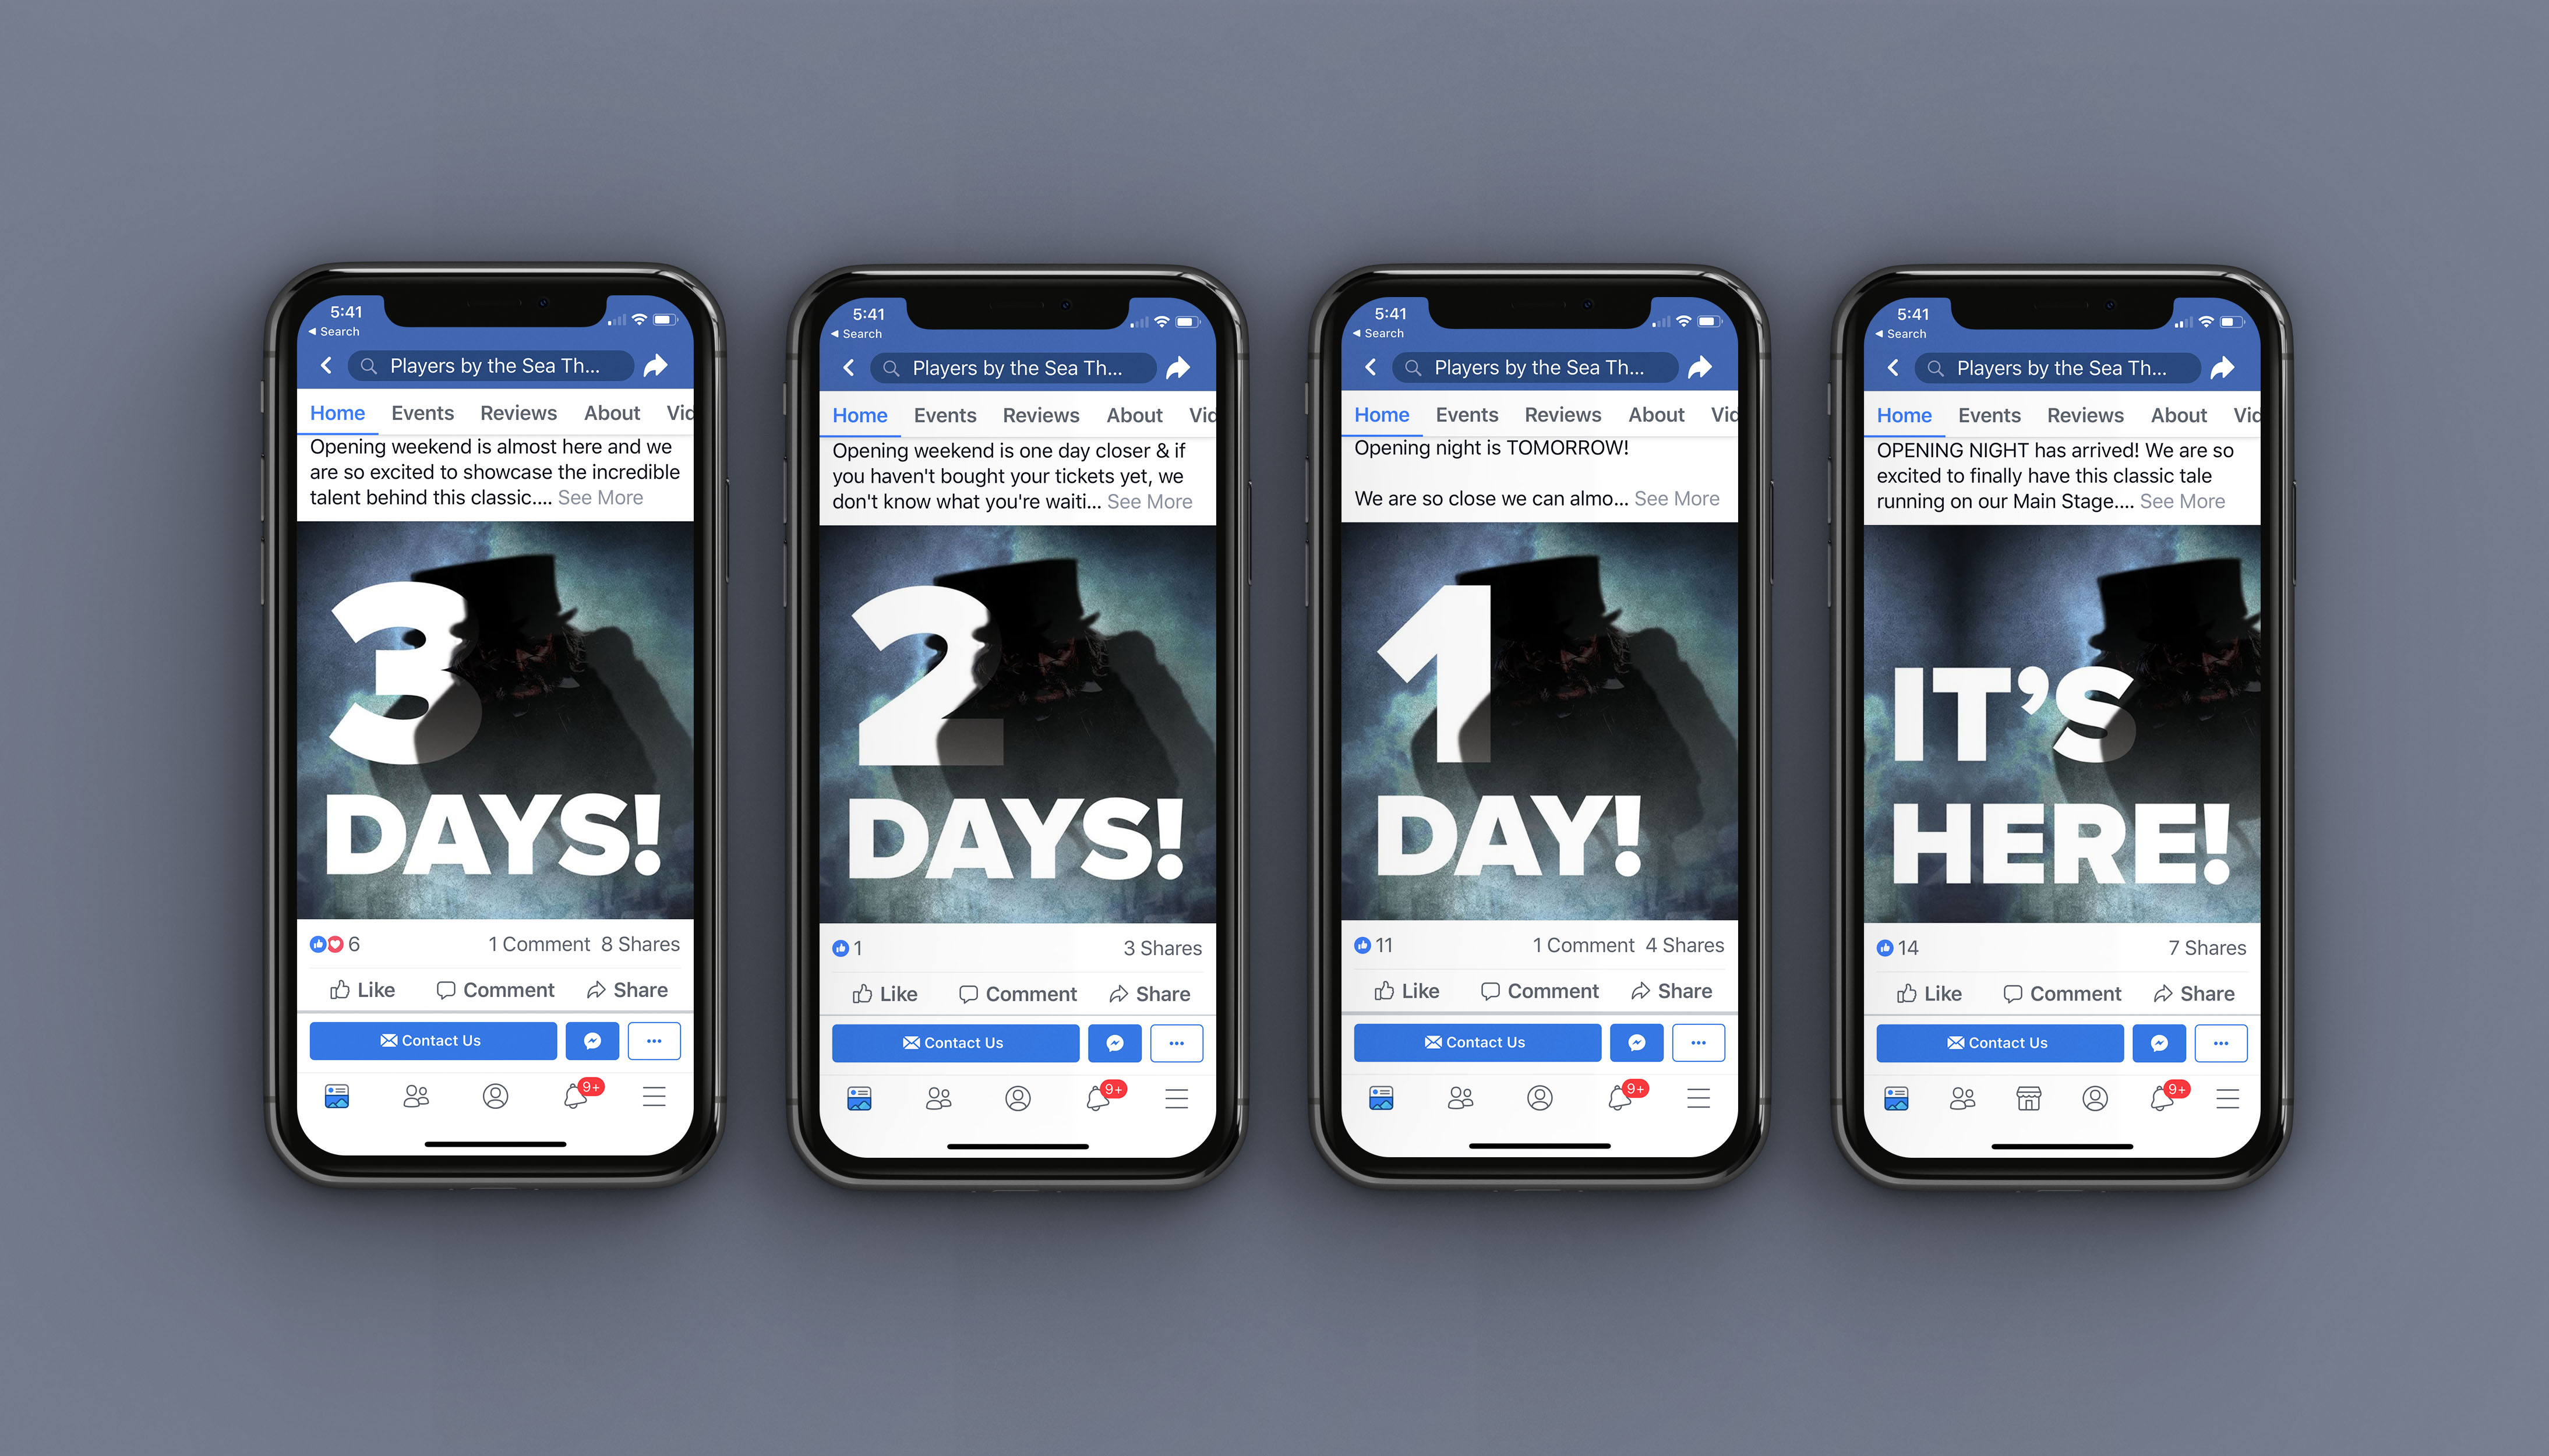 5:41
Search
Players by the Sea Th...
Home Events Reviews About Vid
Opening weekend is almost here and we
are so excited to showcase the incredible
talent behind this classic.... See More
3
DAYS!
6 1 Comment 8 Shares
Like Comment Share
Contact Us
9+
5:41
Search
Players by the Sea Th...
Home Events Reviews About Vid
Opening weekend is one day closer & if
you haven't bought your tickets yet, we
don't know what you're waiti... See More
2
DAYS!
1 3 Shares
Like Comment Share
Contact Us
9+
5:41
Search
Players by the Sea Th...
Home Events Reviews About Vid
Opening night is TOMORROW!
We are so close we can almo... See More
1
DAY!
11 1 Comment 4 Shares
Like Comment Share
Contact Us
9+
5:41
Search
Players by the Sea Th...
Home Events Reviews About Vid
OPENING NIGHT has arrived! We are so
excited to finally have this classic tale
running on our Main Stage.... See More
IT’S
HERE!
14 7 Shares
Like Comment Share
Contact Us
9+